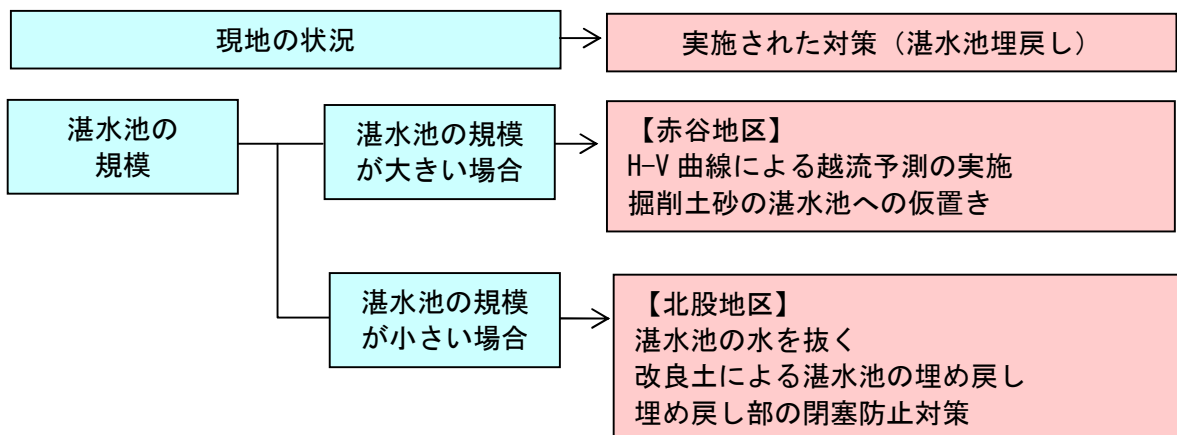 現地の状況
実施された対策（湛水池埋戻し）
湛水池の
規模
湛水池の規模
が大きい場合
【赤谷地区】
H-V 曲線による越流予測の実施
掘削土砂の湛水池への仮置き
湛水池の規模
が小さい場合
【北股地区】
湛水池の水を抜く
改良土による湛水池の埋め戻し
埋め戻し部の閉塞防止対策